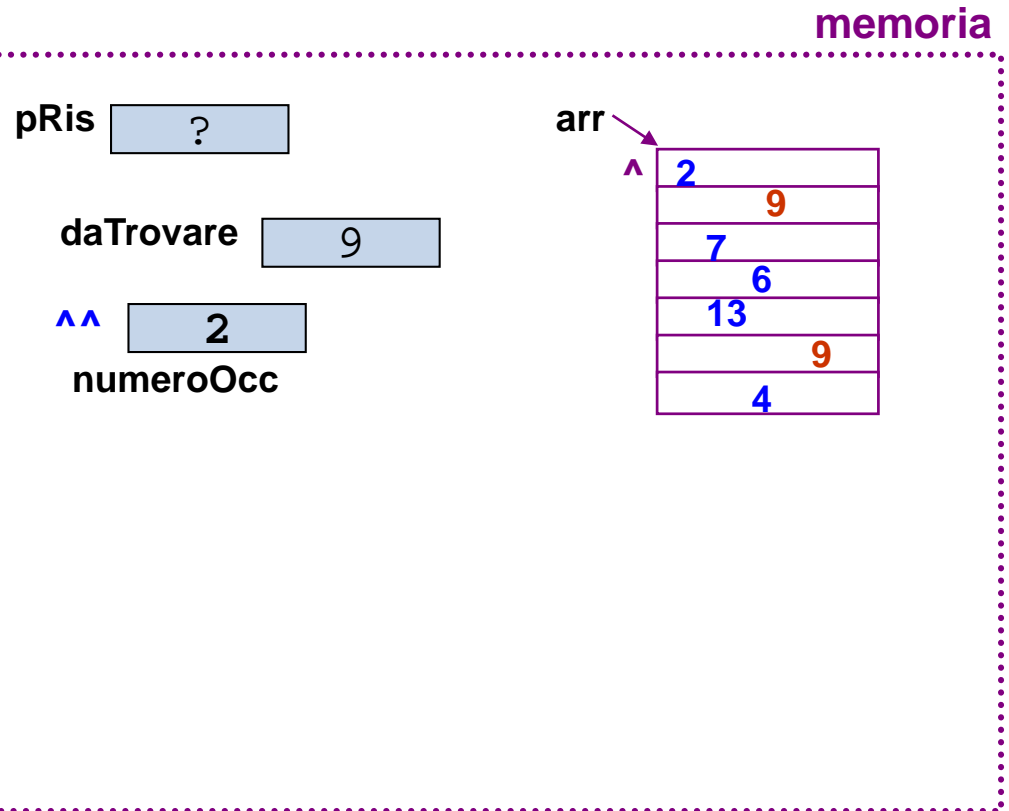 memoria
pRis ?
arr
^ 2
9
daTrovare 9
7
6
^^ 2
13
numeroOcc
9
4